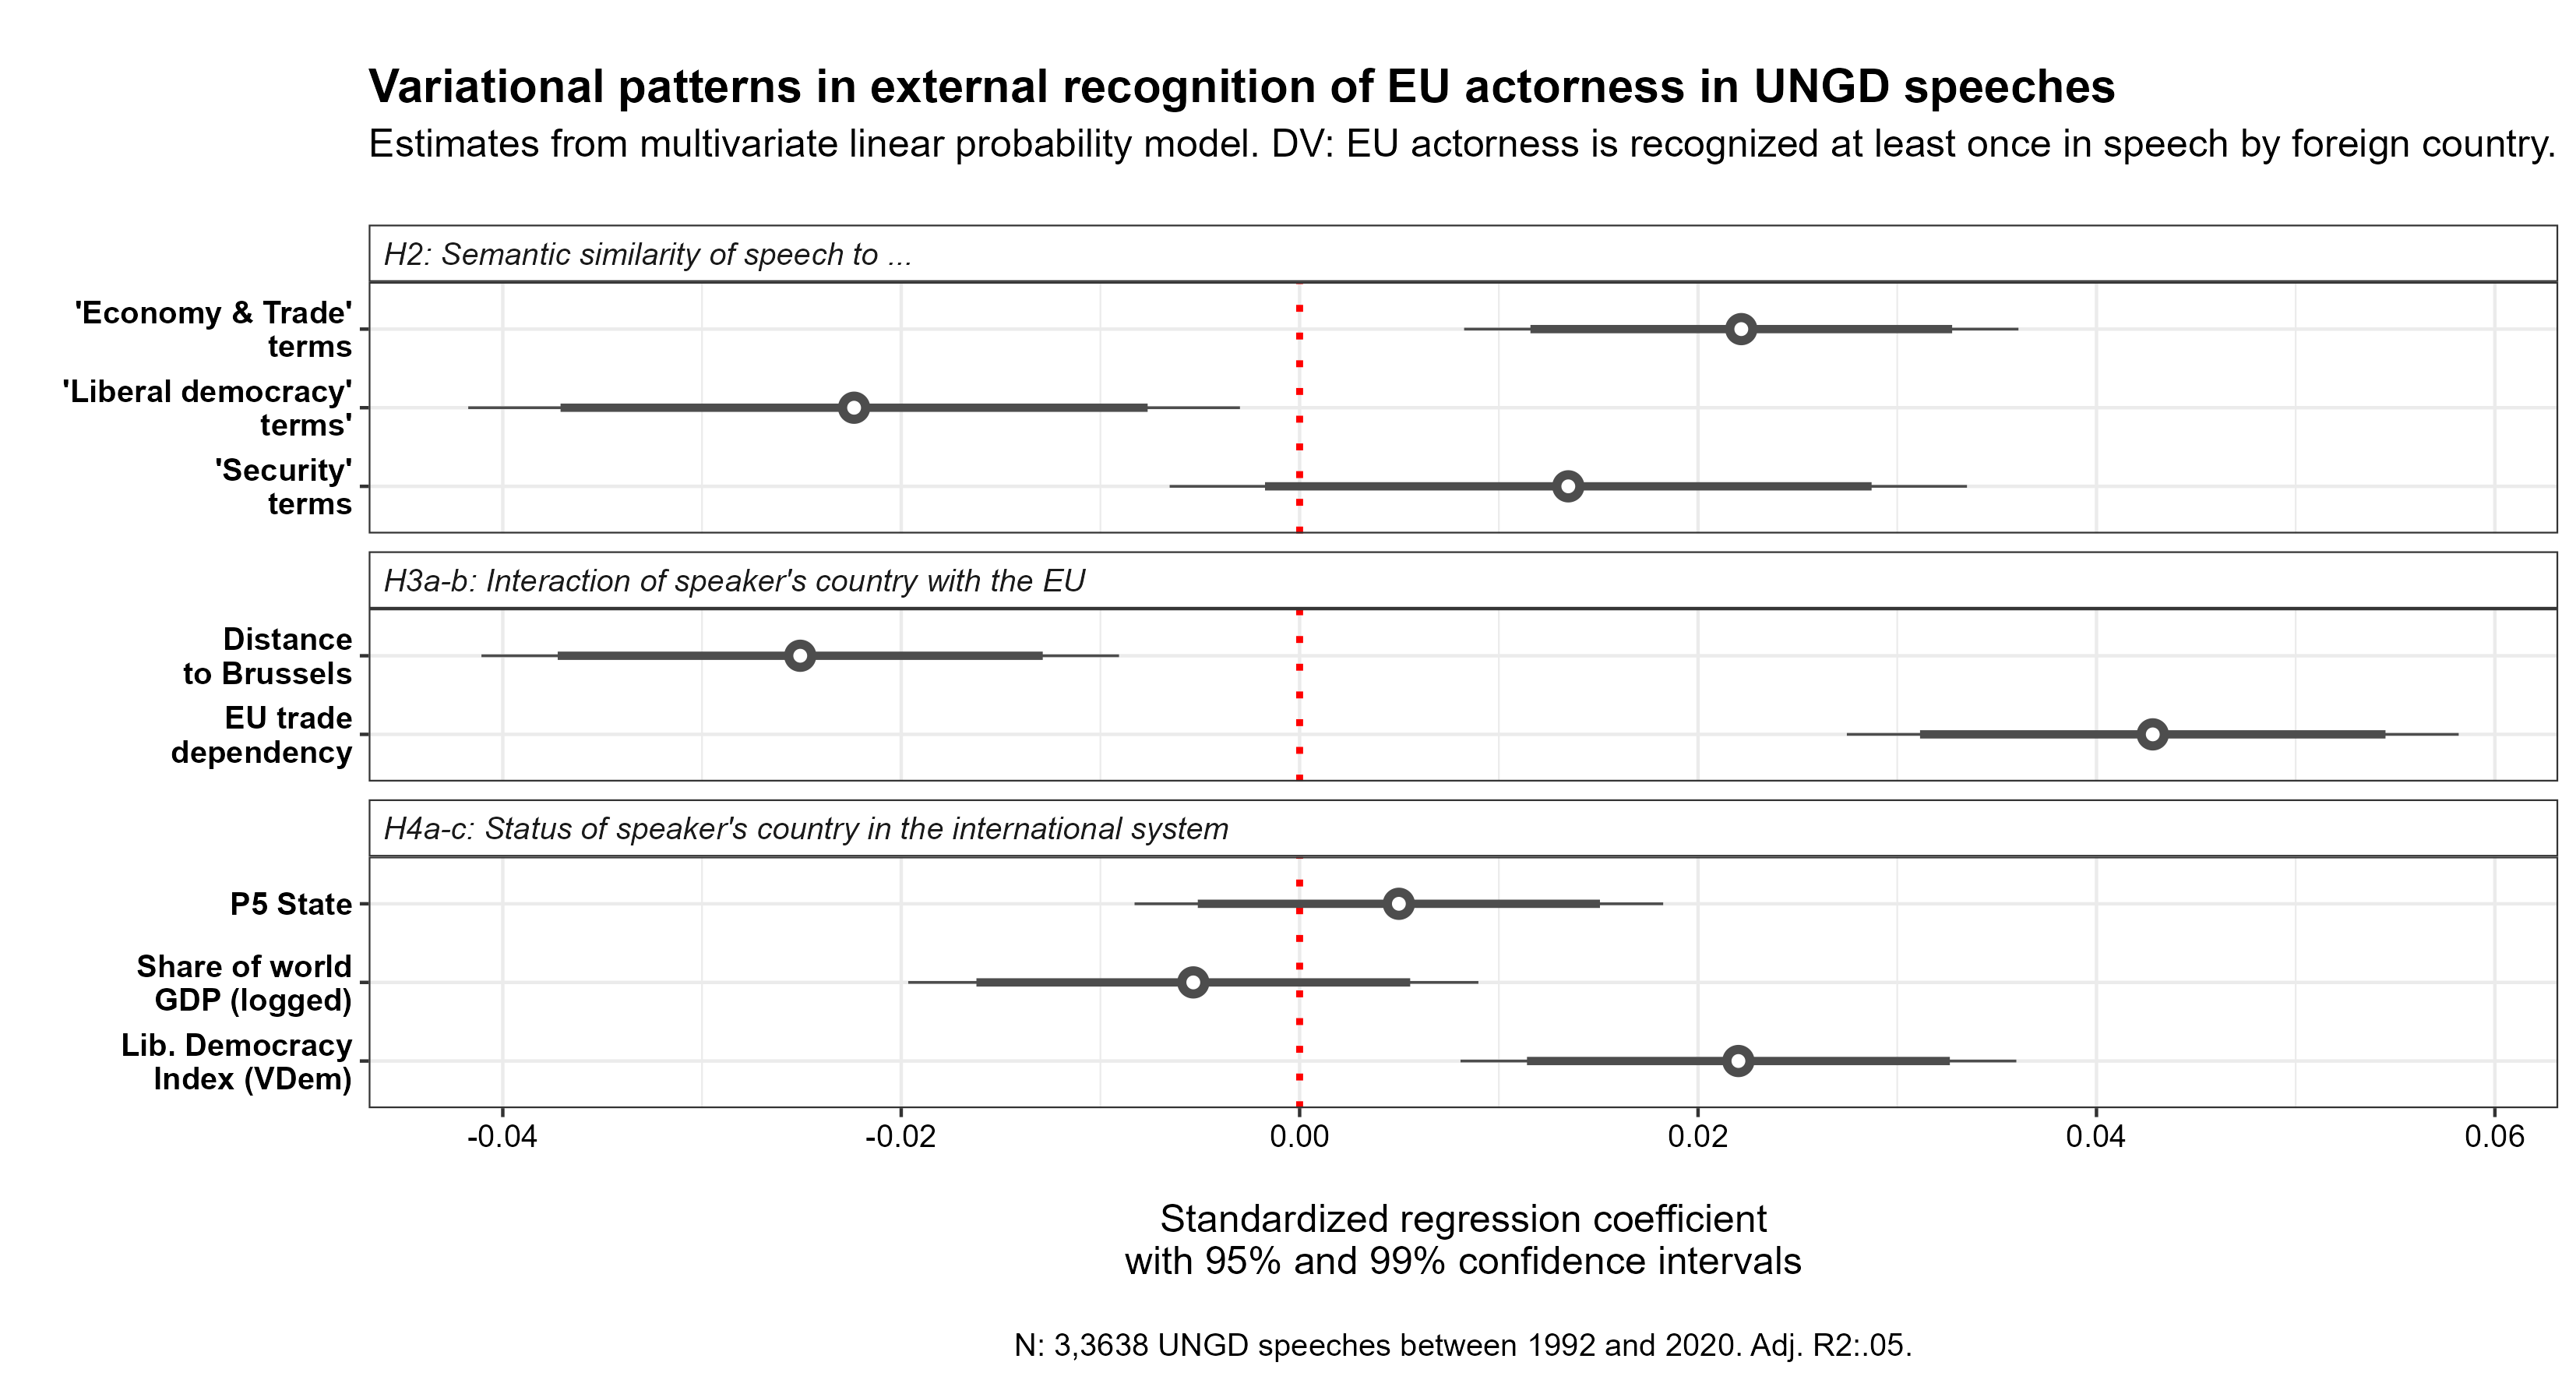 Variational patterns in external recognition of EU actorness in UNGD speeches
Estimates from multivariate linear probability model. DV: EU actorness is recognized at least once in speech by foreign country.
H2: Semantic similarity of speech to ...
'Economy & Trade'
terms
'Liberal democracy'
terms'
'Security'
terms
H3a-b: Interaction of speaker's country with the EU
Distance
to Brussels
EU trade
dependency
H4a-c: Status of speaker's country in the international system
P5 State
Share of world
GDP (logged)
Lib. Democracy
Index (VDem)
-0.04 -0.02 0.00 0.02 0.04 0.06
Standardized regression coefficient
with 95% and 99% confidence intervals
N: 3,3638 UNGD speeches between 1992 and 2020. Adj. R2:.05.